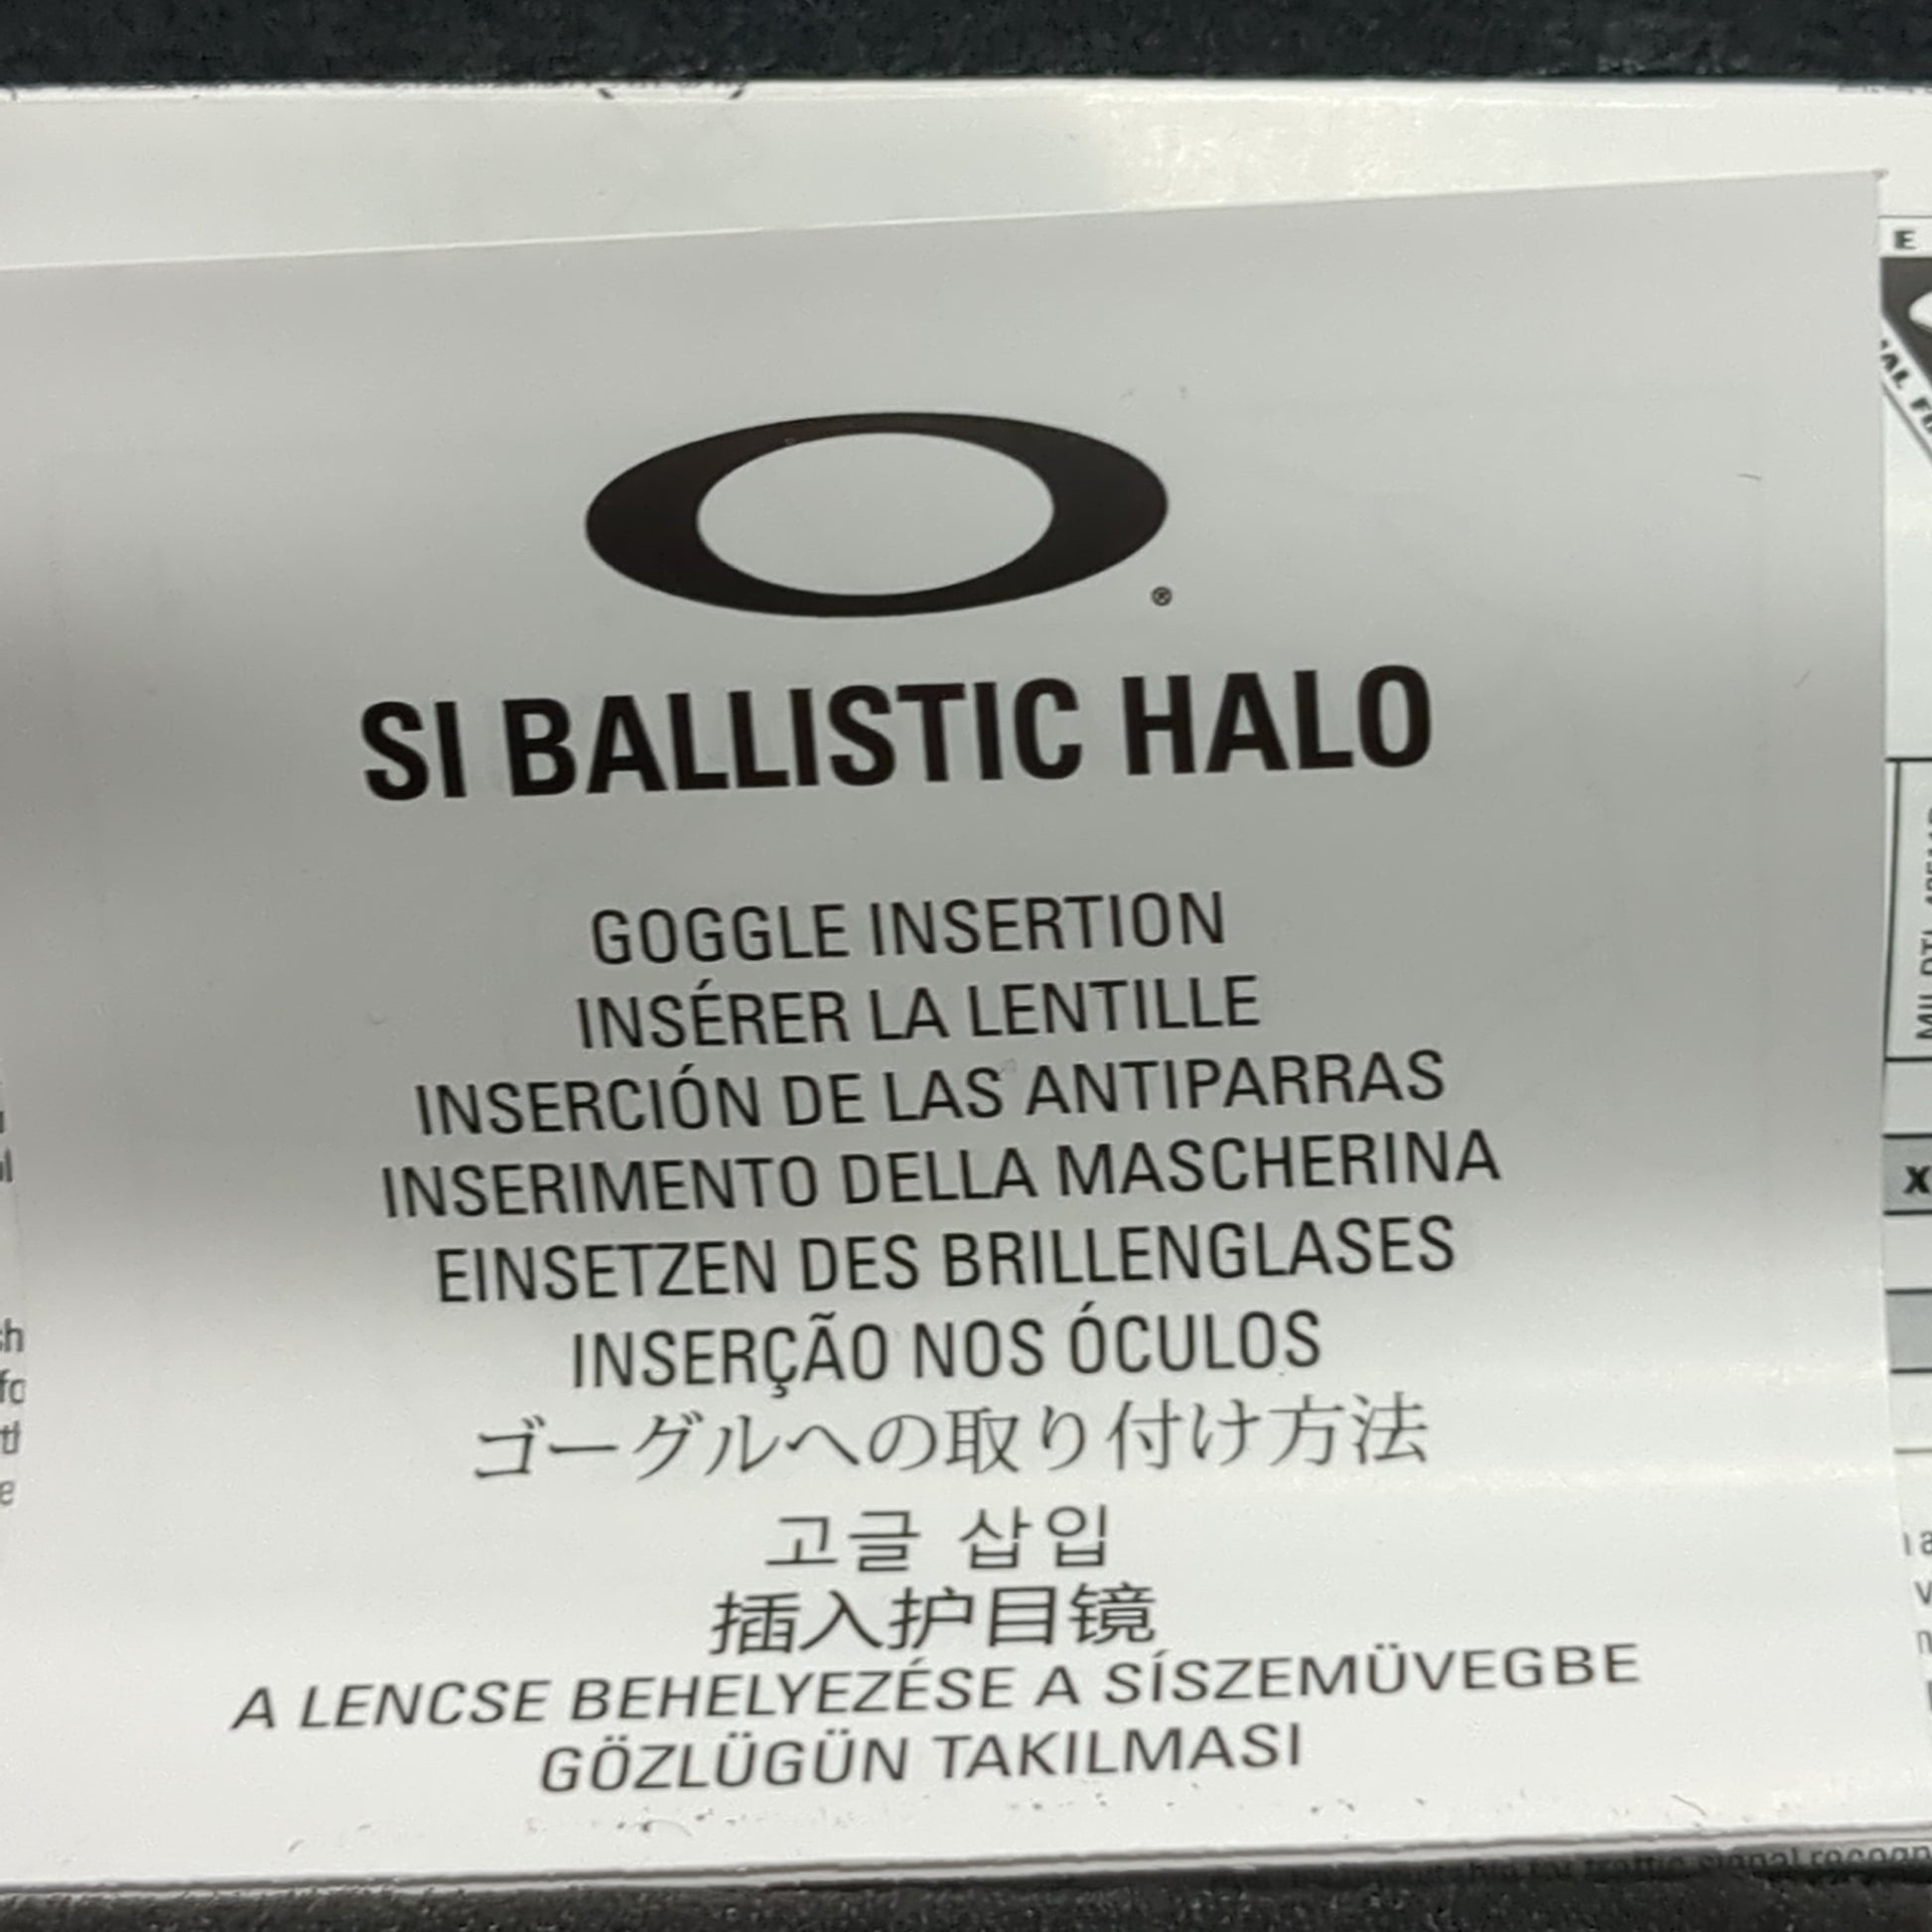 ®
SI BALLISTIC HALO
GOGGLE INSERTION
INSÉRER LA LENTILLE
INSERCIÓN DE LAS ANTIPARRAS
INSERIMENTO DELLA MASCHERINA
EINSETZEN DES BRILLENGLASES
INSERÇÃO NOS ÓCULOS
ゴーグルへの取り付け方法
고글 삽입
插入护目镜
A LENCSE BEHELYEZÉSE A SÍSZEMÜVEGBE
GÖZLÜGÜN TAKILMASI
E
X
traffic signal